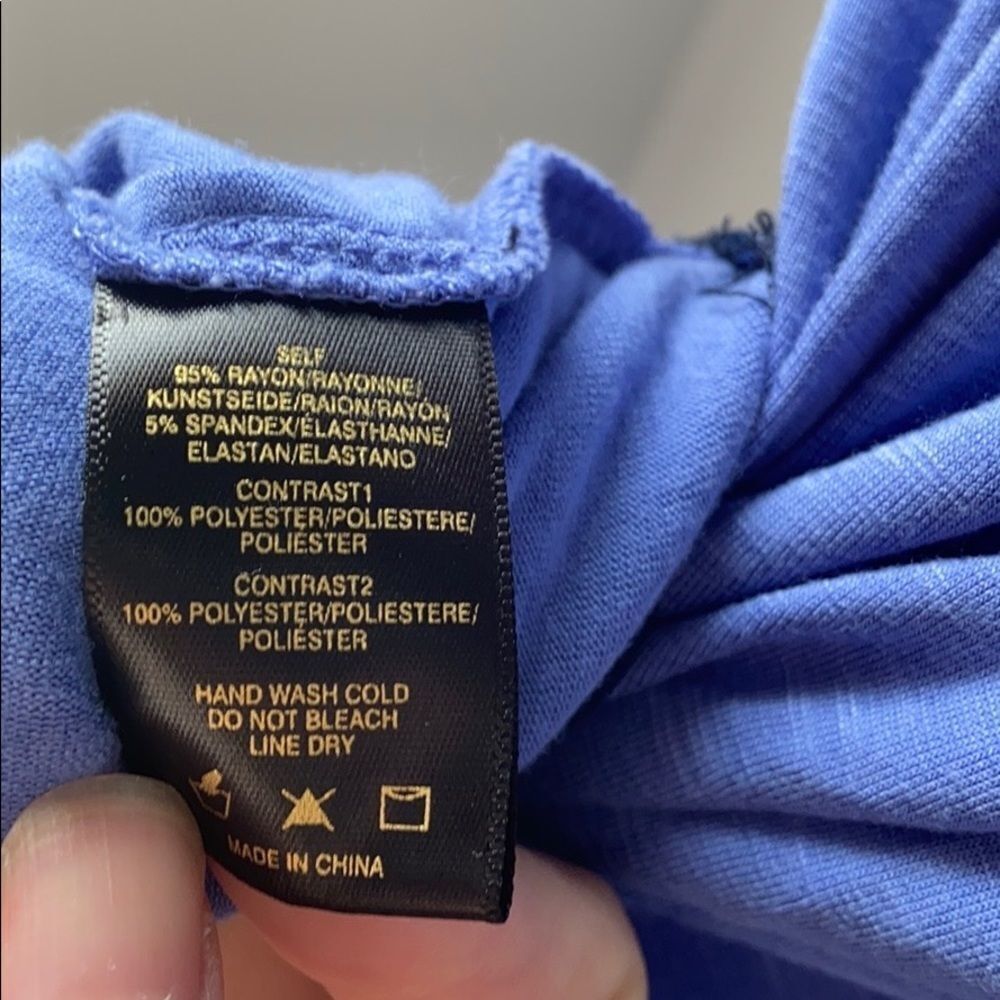 SELF
95% RAYON/RAYONNE/
KUNSTSEIDE/RAION/RAYON
5% SPANDEX/ÉLASTHANNE/
ELASTAN/ELASTANO
CONTRAST1
100% POLYESTER/POLIESTERE/
POLIÉSTER
CONTRAST2
100% POLYESTER/POLIESTERE/
POLIÉSTER
HAND WASH COLD
DO NOT BLEACH
LINE DRY
MADE IN CHINA